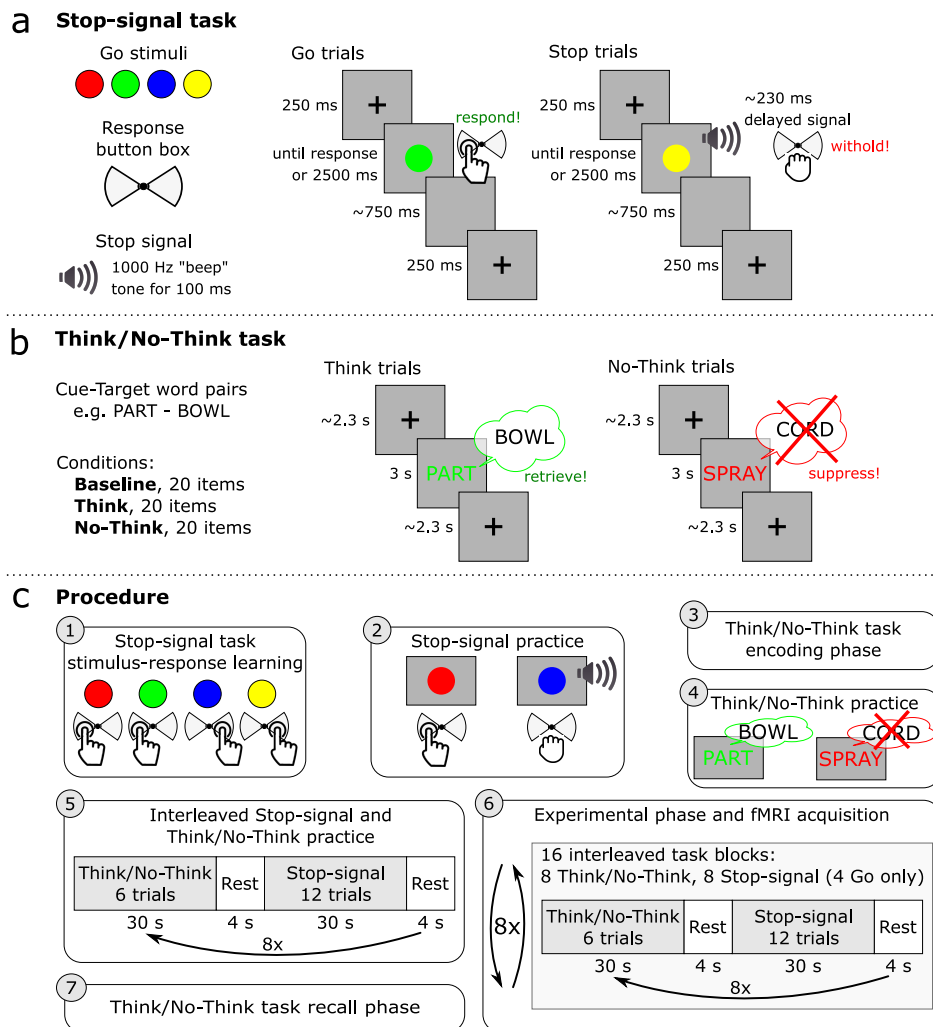 a Stop-signal task
Go stimuli
Response
button box
Stop signal
1000 Hz "beep"
tone for 100 ms
Go trials
250 ms
respond!
until response
or 2500 ms
~750 ms
250 ms
Stop trials
250 ms
~230 ms
delayed signal
withold!
until response
or 2500 ms
~750 ms
250 ms
b Think/No-Think task
Cue-Target word pairs
e.g. PART - BOWL
Conditions:
Baseline, 20 items
Think, 20 items
No-Think, 20 items
Think trials
~2.3 s
BOWL
3 s
PART
retrieve!
~2.3 s
No-Think trials
~2.3 s
CORD
3 s
SPRAY
suppress!
~2.3 s
c Procedure
1
Stop-signal task
stimulus-response learning
2
Stop-signal practice
3
Think/No-Think task
encoding phase
4
Think/No-Think practice
BOWL
PART
CORD
SPRAY
5
Interleaved Stop-signal and
Think/No-Think practice
Think/No-Think
6 trials
Rest
Stop-signal
12 trials
Rest
30 s
4 s
30 s
4 s
8x
6
Experimental phase and fMRI acquisition
16 interleaved task blocks:
8 Think/No-Think, 8 Stop-signal (4 Go only)
8x
Think/No-Think
6 trials
Rest
Stop-signal
12 trials
Rest
30 s
4 s
30 s
4 s
8x
7
Think/No-Think task recall phase